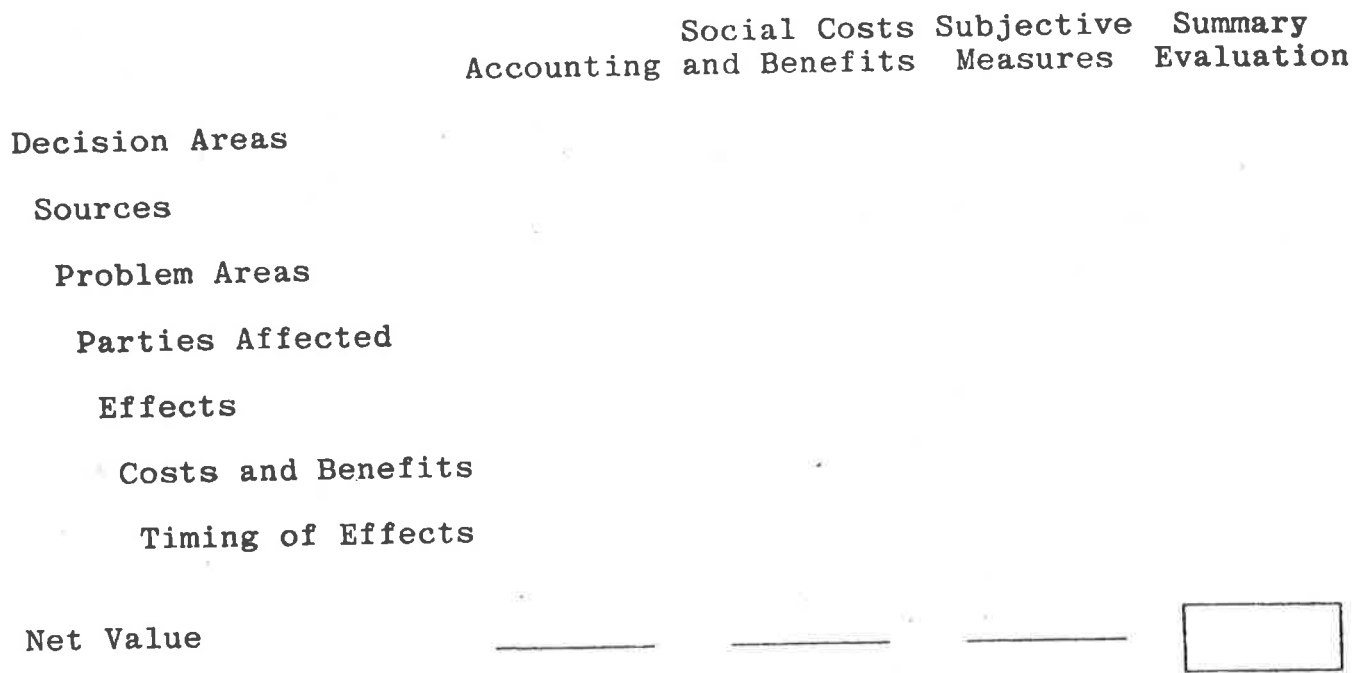 Social Costs Subjective Summary
Accounting and Benefits Measures Evaluation
Decision Areas
Sources
Problem Areas
Parties Affected
Effects
Costs and Benefits
Timing of Effects
Net Value